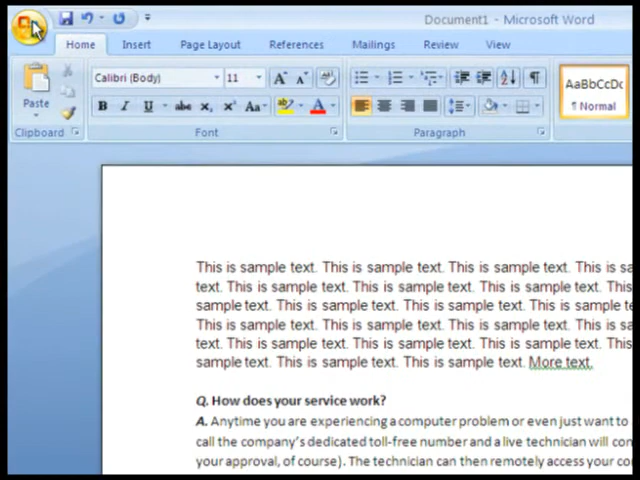 Document1 - Microsoft Word
Home Insert Page Layout References Mailings Review View
Calibri (Body) 11
Paste
AaBbCcDc
¶ Normal
Clipboard Font Paragraph
This is sample text. This is sample text. This is sample text. This is sa
text. This is sample text. This is sample text. This is sample text. This is
sample text. This is sample text. This is sample text. This is sample te
This is sample text. This is sample text. This is sample text. This is sa
text. This is sample text. This is sample text. This is sample text. This
sample text. This is sample text. This is sample text. More text.
Q. How does your service work?
A. Anytime you are experiencing a computer problem or even just want to
call the company's dedicated toll-free number and a live technician will con
your approval, of course). The technician can then remotely access your co